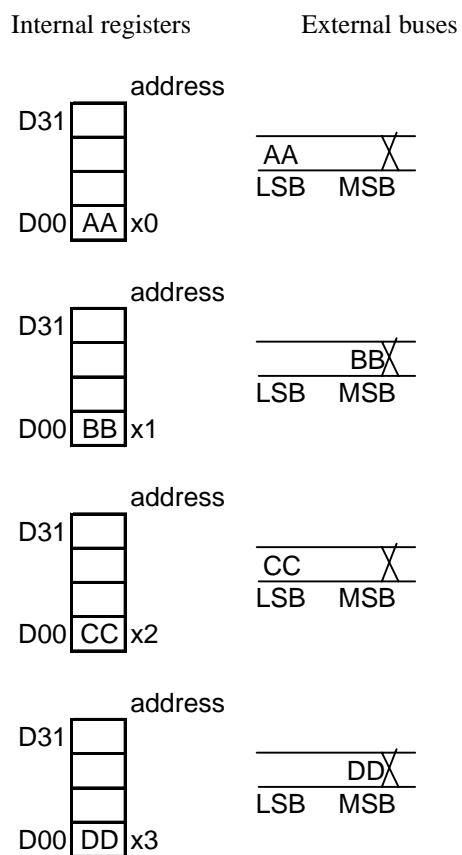 Internal registers External buses
address
D31
AA
LSB MSB
D00 AA x0
address
D31
BB
LSB MSB
D00 BB x1
address
D31
CC
LSB MSB
D00 CC x2
address
D31
DD
LSB MSB
D00 DD x3